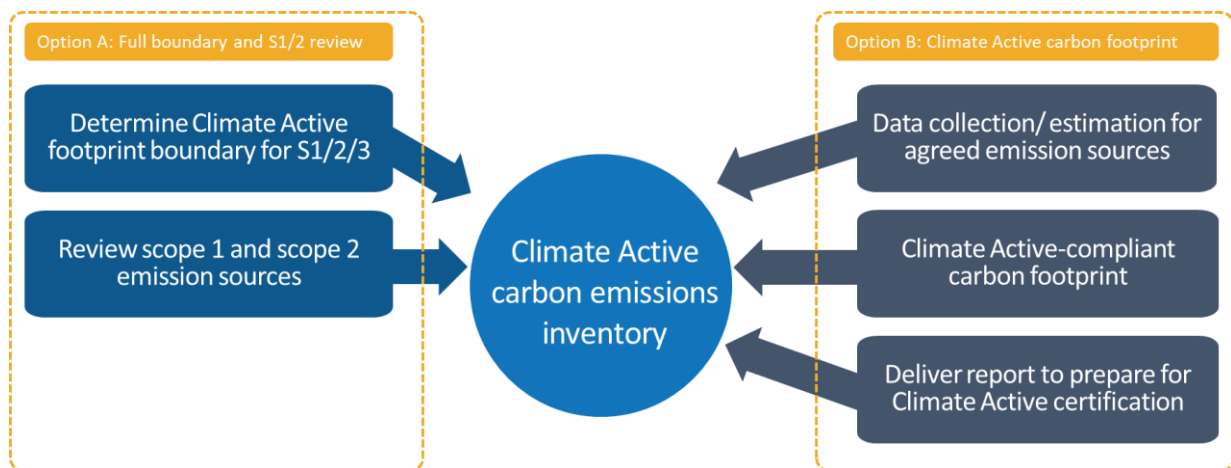 Option A: Full boundary and S1/2 review
Determine Climate Active
footprint boundary for S1/2/3
Review scope 1 and scope 2
emission sources
Climate Active
carbon emissions
inventory
Option B: Climate Active carbon footprint
Data collection/ estimation for
agreed emission sources
Climate Active-compliant
carbon footprint
Deliver report to prepare for
Climate Active certification